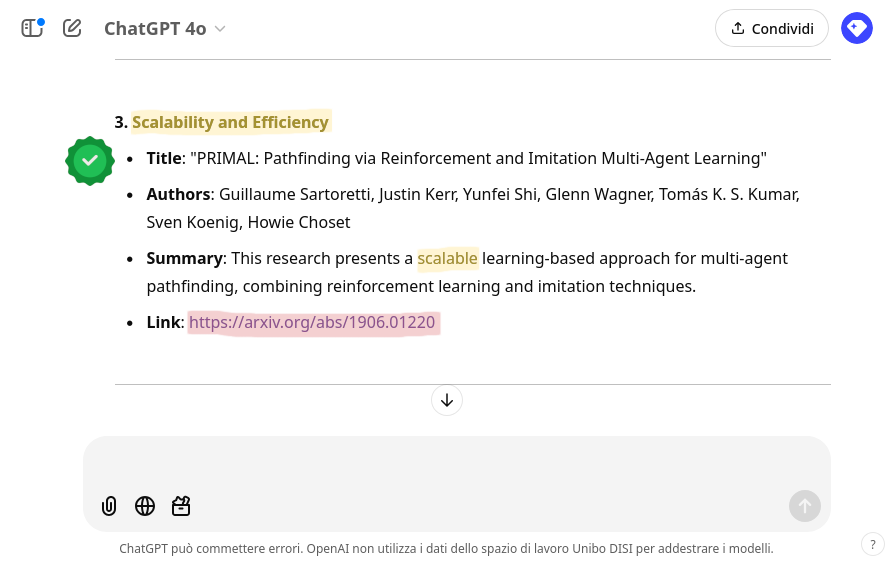 ChatGPT 4o
Condividi
3. Scalability and Efficiency
• Title: "PRIMAL: Pathfinding via Reinforcement and Imitation Multi-Agent Learning"
• Authors: Guillaume Sartoretti, Justin Kerr, Yunfei Shi, Glenn Wagner, Tomás K. S. Kumar,
Sven Koenig, Howie Choset
• Summary: This research presents a scalable learning-based approach for multi-agent
pathfinding, combining reinforcement learning and imitation techniques.
• Link: https://arxiv.org/abs/1906.01220
ChatGPT può commettere errori. OpenAI non utilizza i dati dello spazio di lavoro Unibo DISI per addestrare i modelli.
?